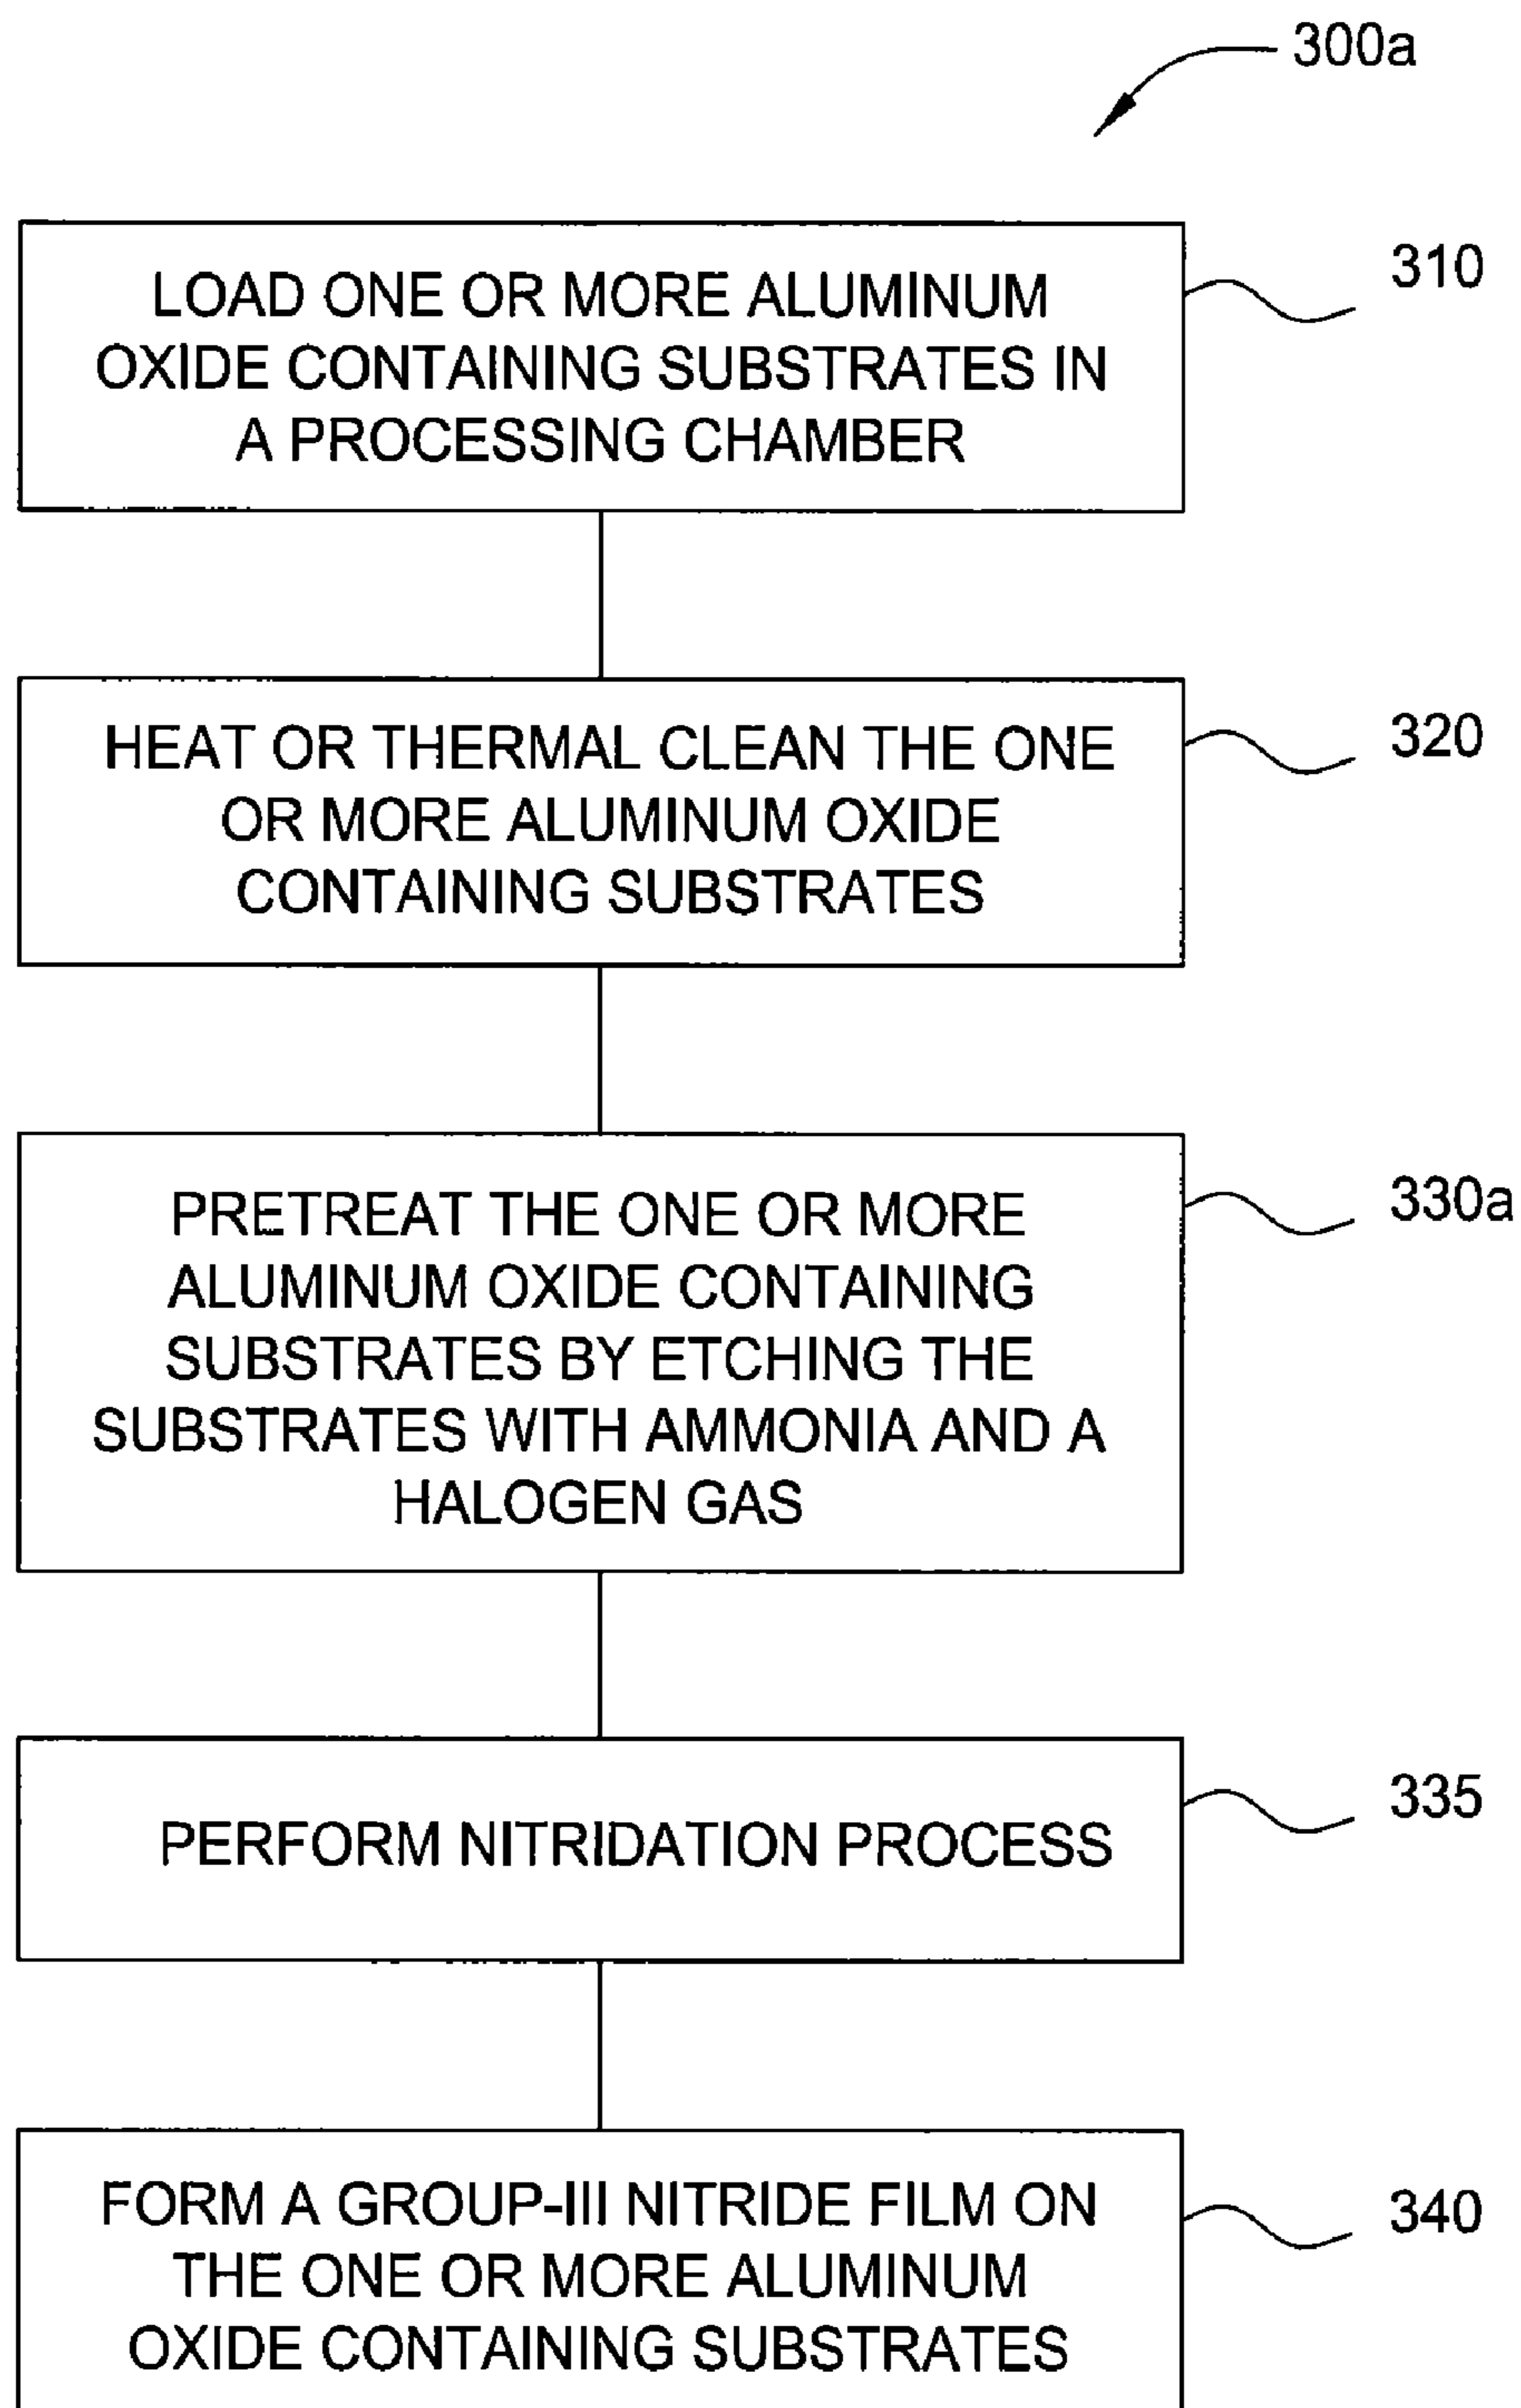 300a
LOAD ONE OR MORE ALUMINUM
OXIDE CONTAINING SUBSTRATES IN
A PROCESSING CHAMBER
310
HEAT OR THERMAL CLEAN THE ONE
OR MORE ALUMINUM OXIDE
CONTAINING SUBSTRATES
320
PRETREAT THE ONE OR MORE
ALUMINUM OXIDE CONTAINING
SUBSTRATES BY ETCHING THE
SUBSTRATES WITH AMMONIA AND A
HALOGEN GAS
330a
PERFORM NITRIDATION PROCESS
335
FORM A GROUP-III NITRIDE FILM ON
THE ONE OR MORE ALUMINUM
OXIDE CONTAINING SUBSTRATES
340